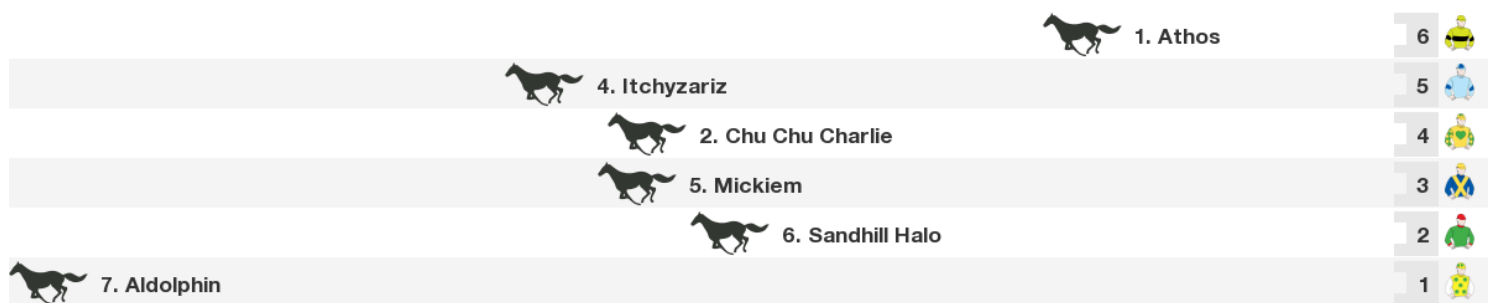 1. Athos 6
4. Itchyzariz 5
2. Chu Chu Charlie 4
5. Mickiem 3
6. Sandhill Halo 2
7. Aldolphin 1